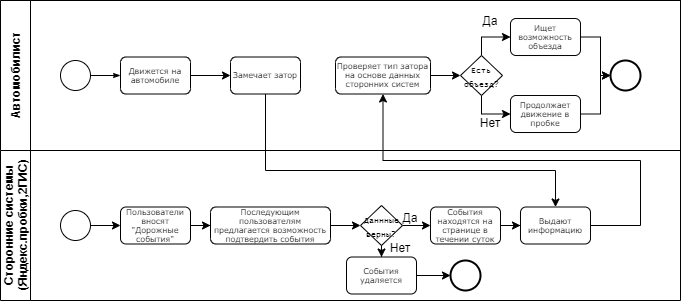 Автомобилист
Движется на
автомобиле
Замечает затор
Проверяет тип затора
на основе данных
сторонних систем
Есть
объезд?
Да
Ищет
возможность
объезда
Нет
Продолжает
движение в
пробке
Сторонние системы
(Яндекс.пробки,2ГИС)
Пользователи
вносят
"Дорожные
события"
Последующим
пользователям
предлагается возможность
подтвердить события
Даннные
верны?
Да
События
находятся на
странице в
течении суток
Выдают
информацию
Нет
События
удаляется